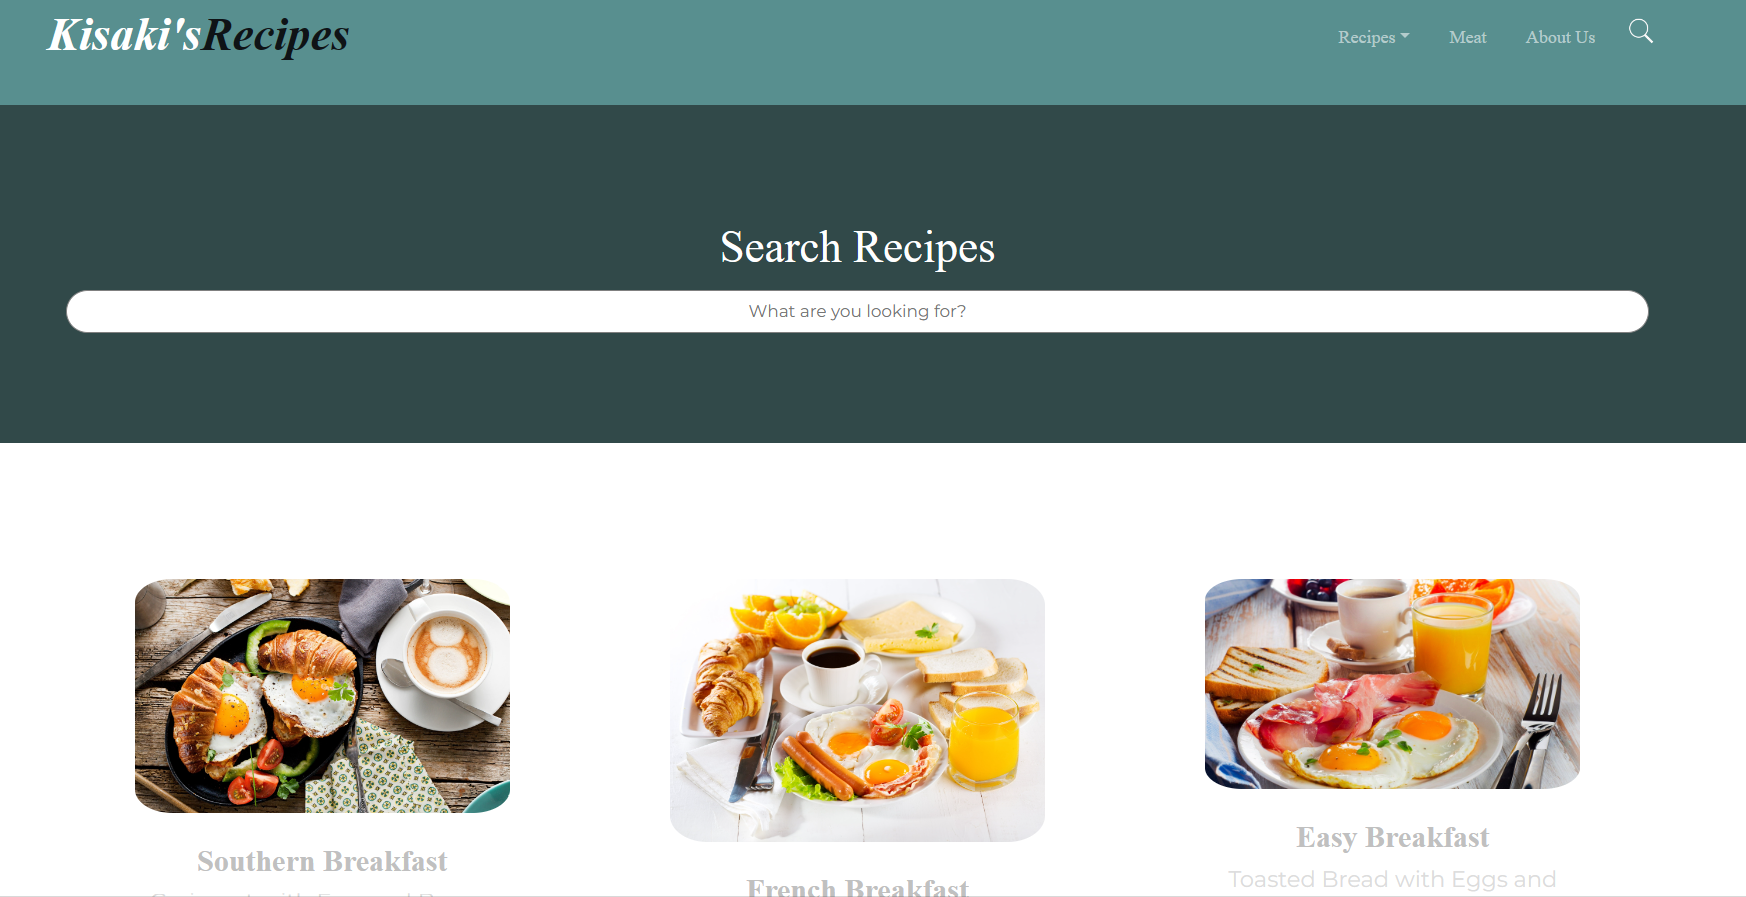 Kisaki'sRecipes
Recipes
Meat
About Us
Search Recipes
What are you looking for?
Southern Breakfast
French Breakfast
Easy Breakfast
Toasted Bread with Eggs and